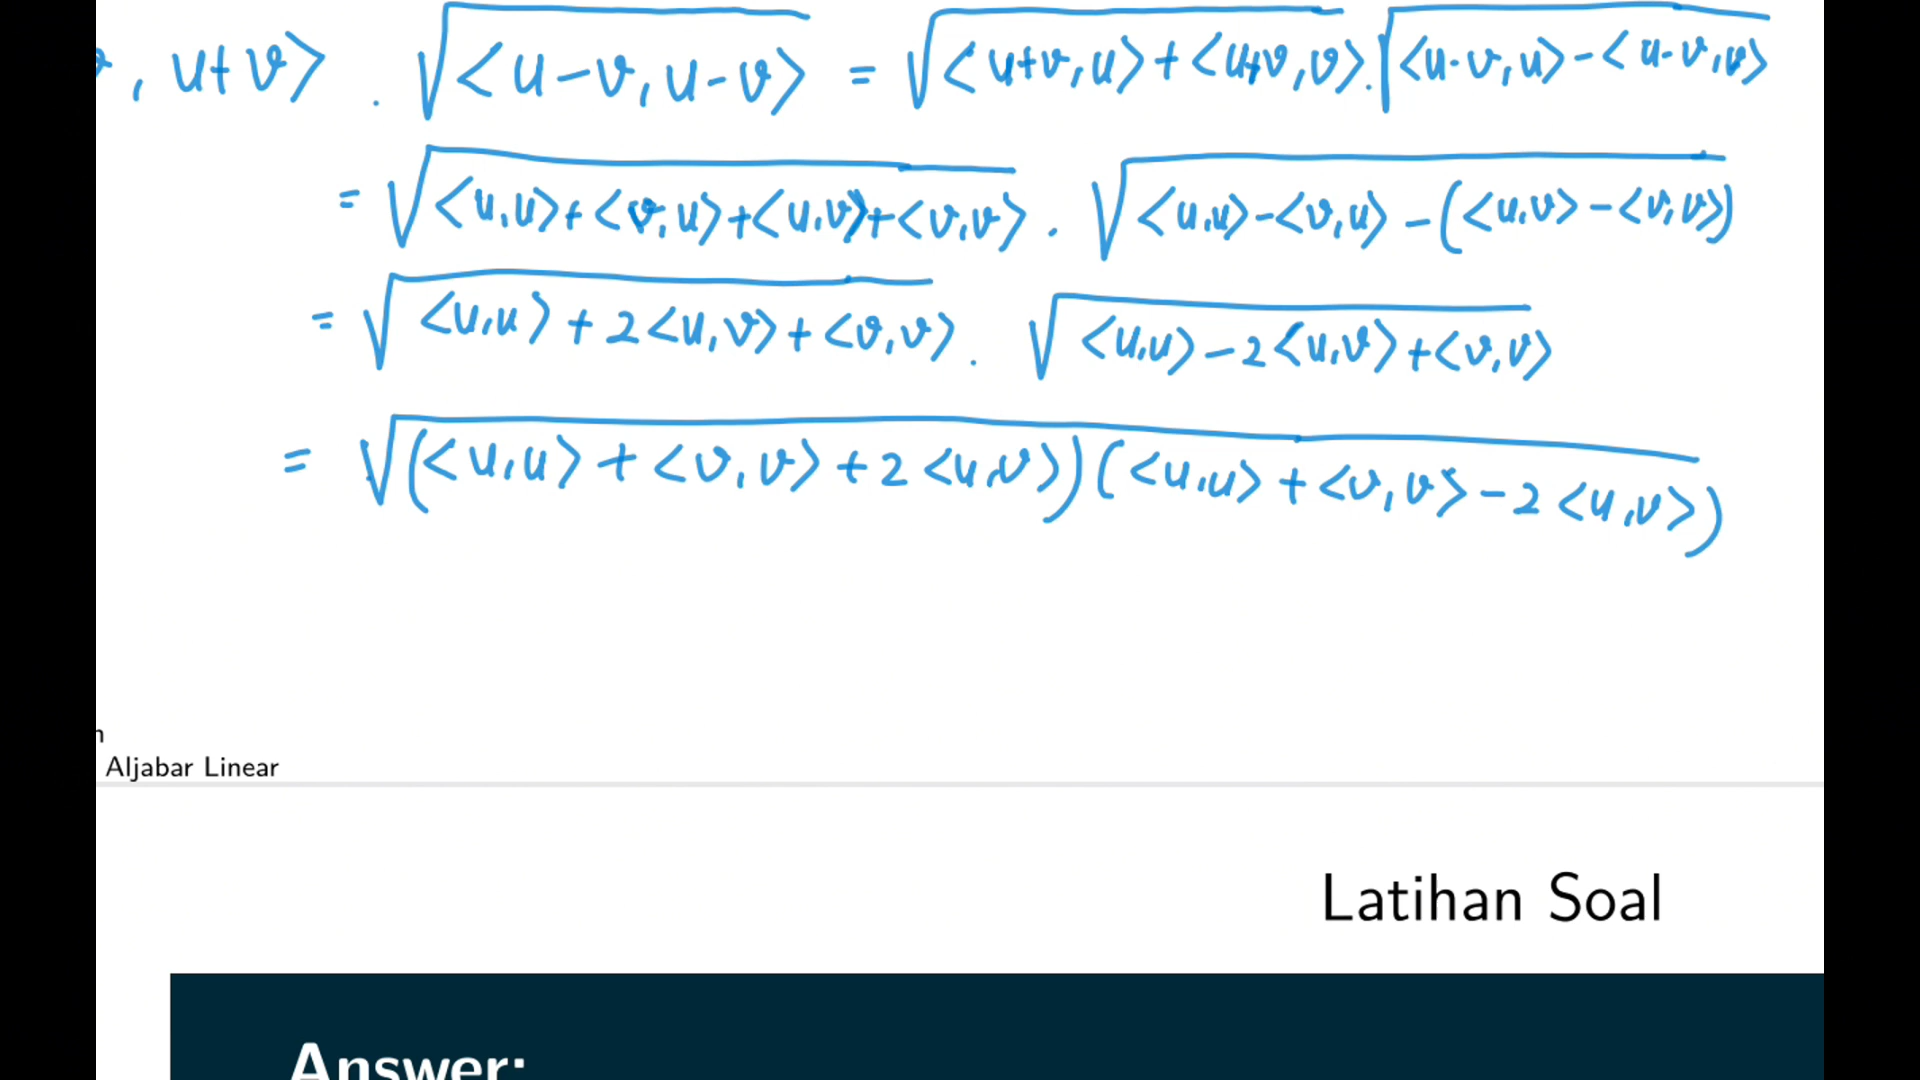 , u+v⟩ . √⟨u-v, u-v⟩ = √⟨u+v, u⟩+⟨u+v, v⟩ . √⟨u-v, u⟩-⟨u-v, v⟩
= √⟨u,u⟩+⟨v,u⟩+⟨u,v⟩+⟨v,v⟩ . √⟨u,u⟩-⟨v,u⟩-(⟨u,v⟩-⟨v,v⟩)
= √⟨u,u⟩+2⟨u,v⟩+⟨v,v⟩ . √⟨u,u⟩-2⟨u,v⟩+⟨v,v⟩
= √(⟨u,u⟩+⟨v,v⟩+2⟨u,v⟩)(⟨u,u⟩+⟨v,v⟩-2⟨u,v⟩)
Aljabar Linear
Latihan Soal
Answer: